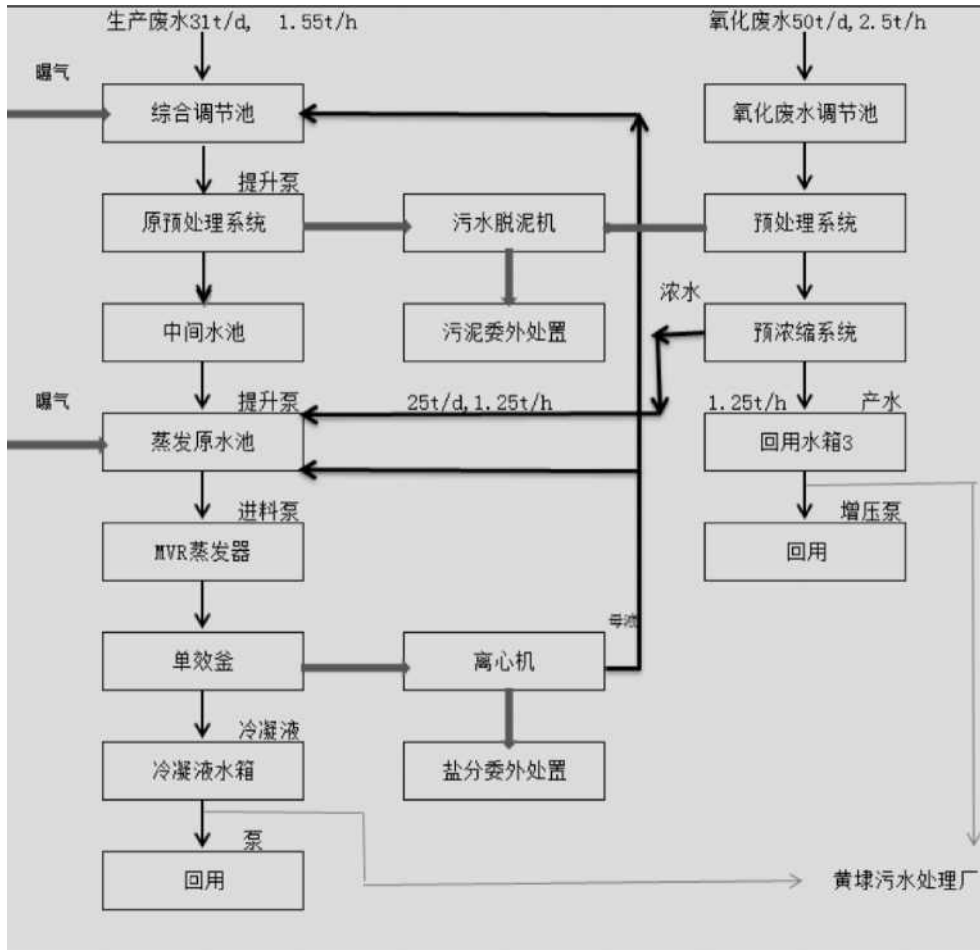 生产废水31t/d, 1.55t/h
氧化废水50t/d,2.5t/h
曝气
综合调节池
氧化废水调节池
提升泵
原预处理系统
污水脱泥机
预处理系统
浓水
中间水池
污泥委外处置
预浓缩系统
曝气
提升泵
25t/d,1.25t/h
1.25t/h 产水
蒸发原水池
回用水箱3
进料泵
增压泵
MVR蒸发器
回用
母液
单效釜
离心机
冷凝液
冷凝液水箱
盐分委外处置
泵
回用
黄埭污水处理厂